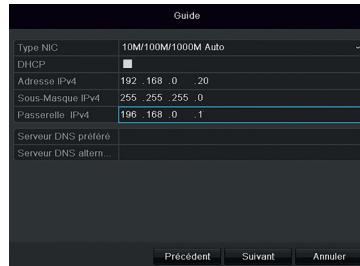 Guide
Type NIC 10M/100M/1000M Auto
DHCP
Adresse IPv4 192 .168 .0 .20
Sous-Masque IPv4 255 .255 .255 .0
Passerelle IPv4 196 .168 .0 .1
Serveur DNS préféré
Serveur DNS altern...
Précédent Suivant Annuler